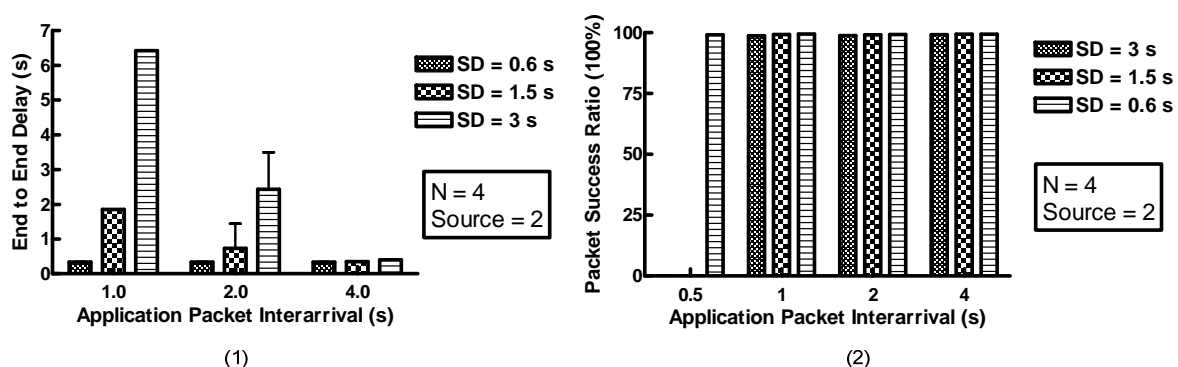 End to End Delay (s)
7
6
5
4
3
2
1
0
1.0 2.0 4.0
Application Packet Interarrival (s)
SD = 0.6 s
SD = 1.5 s
SD = 3 s
N = 4
Source = 2
(1)
Packet Success Ratio (100%)
100
75
50
25
0
0.5 1 2 4
Application Packet Interarrival (s)
SD = 3 s
SD = 1.5 s
SD = 0.6 s
N = 4
Source = 2
(2)